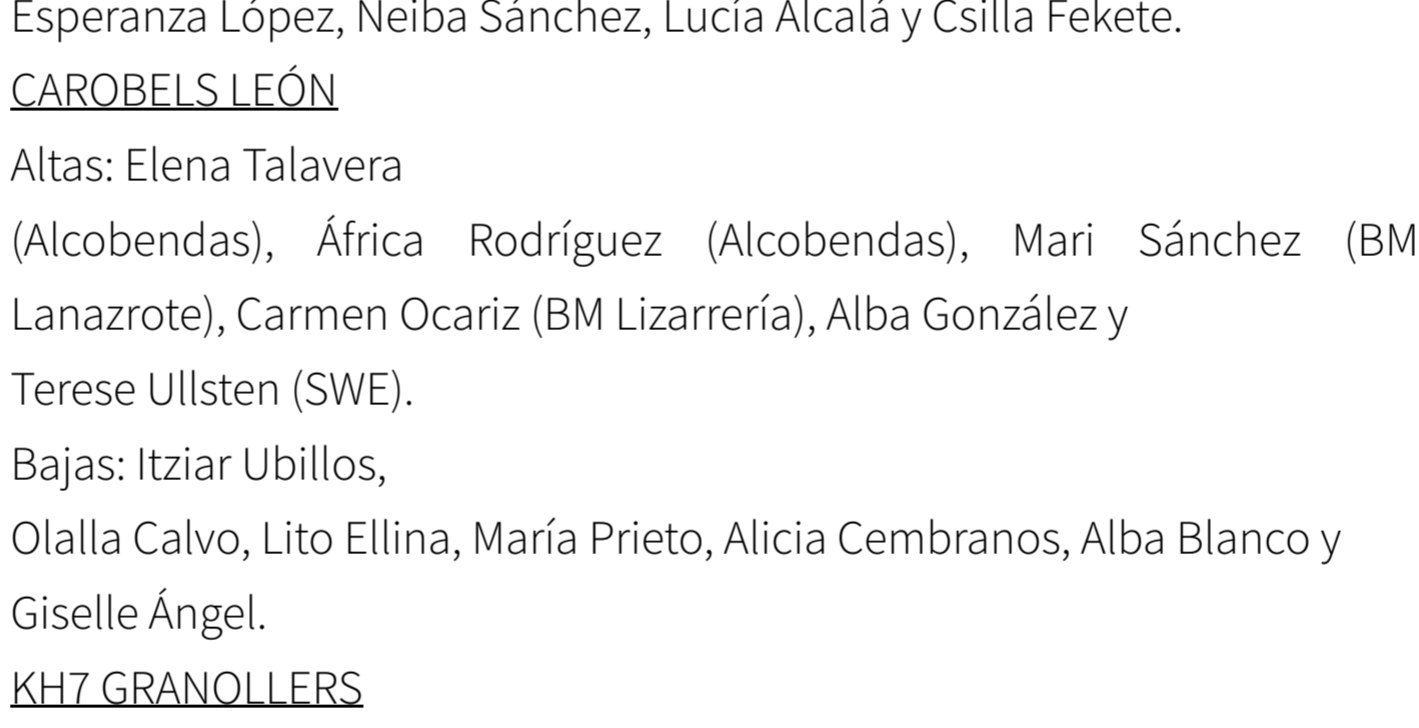 Esperanza López, Neiba Sánchez, Lucía Alcalá y Csilla Fekete.
CAROBELS LEÓN
Altas: Elena Talavera
(Alcobendas), África Rodríguez (Alcobendas), Mari Sánchez (BM
Lanazrote), Carmen Ocariz (BM Lizarrería), Alba González y
Terese Ullsten (SWE).
Bajas: Itziar Ubillos,
Olalla Calvo, Lito Ellina, María Prieto, Alicia Cembranos, Alba Blanco y
Giselle Ángel.
KH7 GRANOLLERS